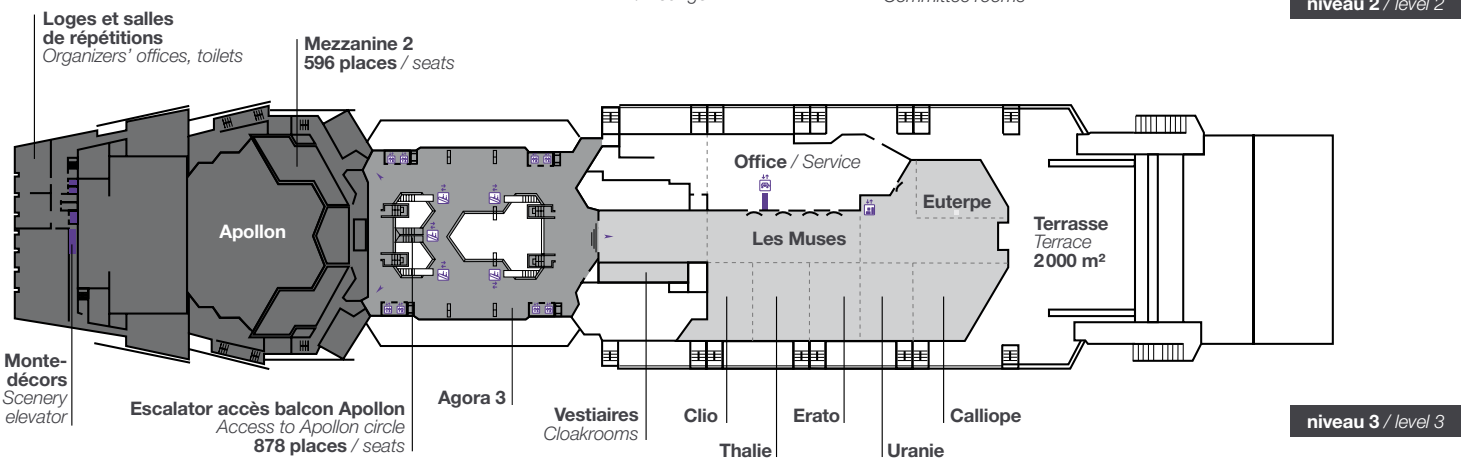 niveau 2 / level 2
Loges et salles
de répétitions
Organizers' offices, toilets
Mezzanine 2
596 places / seats
Office / Service
Euterpe
Apollon
Les Muses
Terrasse
Terrace
2000 m²
Monte-
décors
Scenery
elevator
Escalator accès balcon Apollon
Access to Apollon circle
878 places / seats
Agora 3
Vestiaires
Cloakrooms
Clio
Thalie
Erato
Uranie
Calliope
niveau 3 / level 3